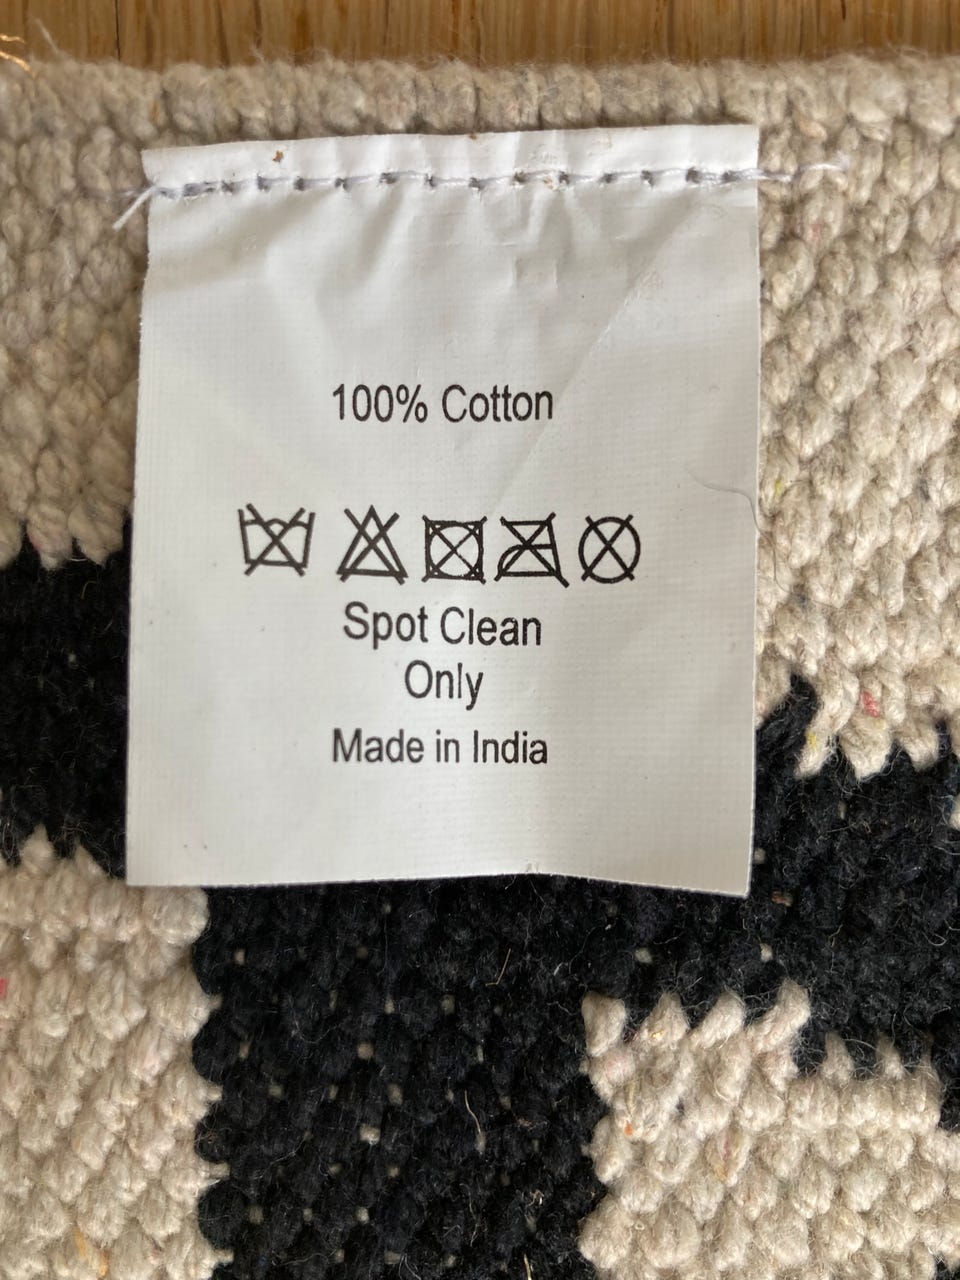 100% Cotton
Spot Clean
Only
Made in India